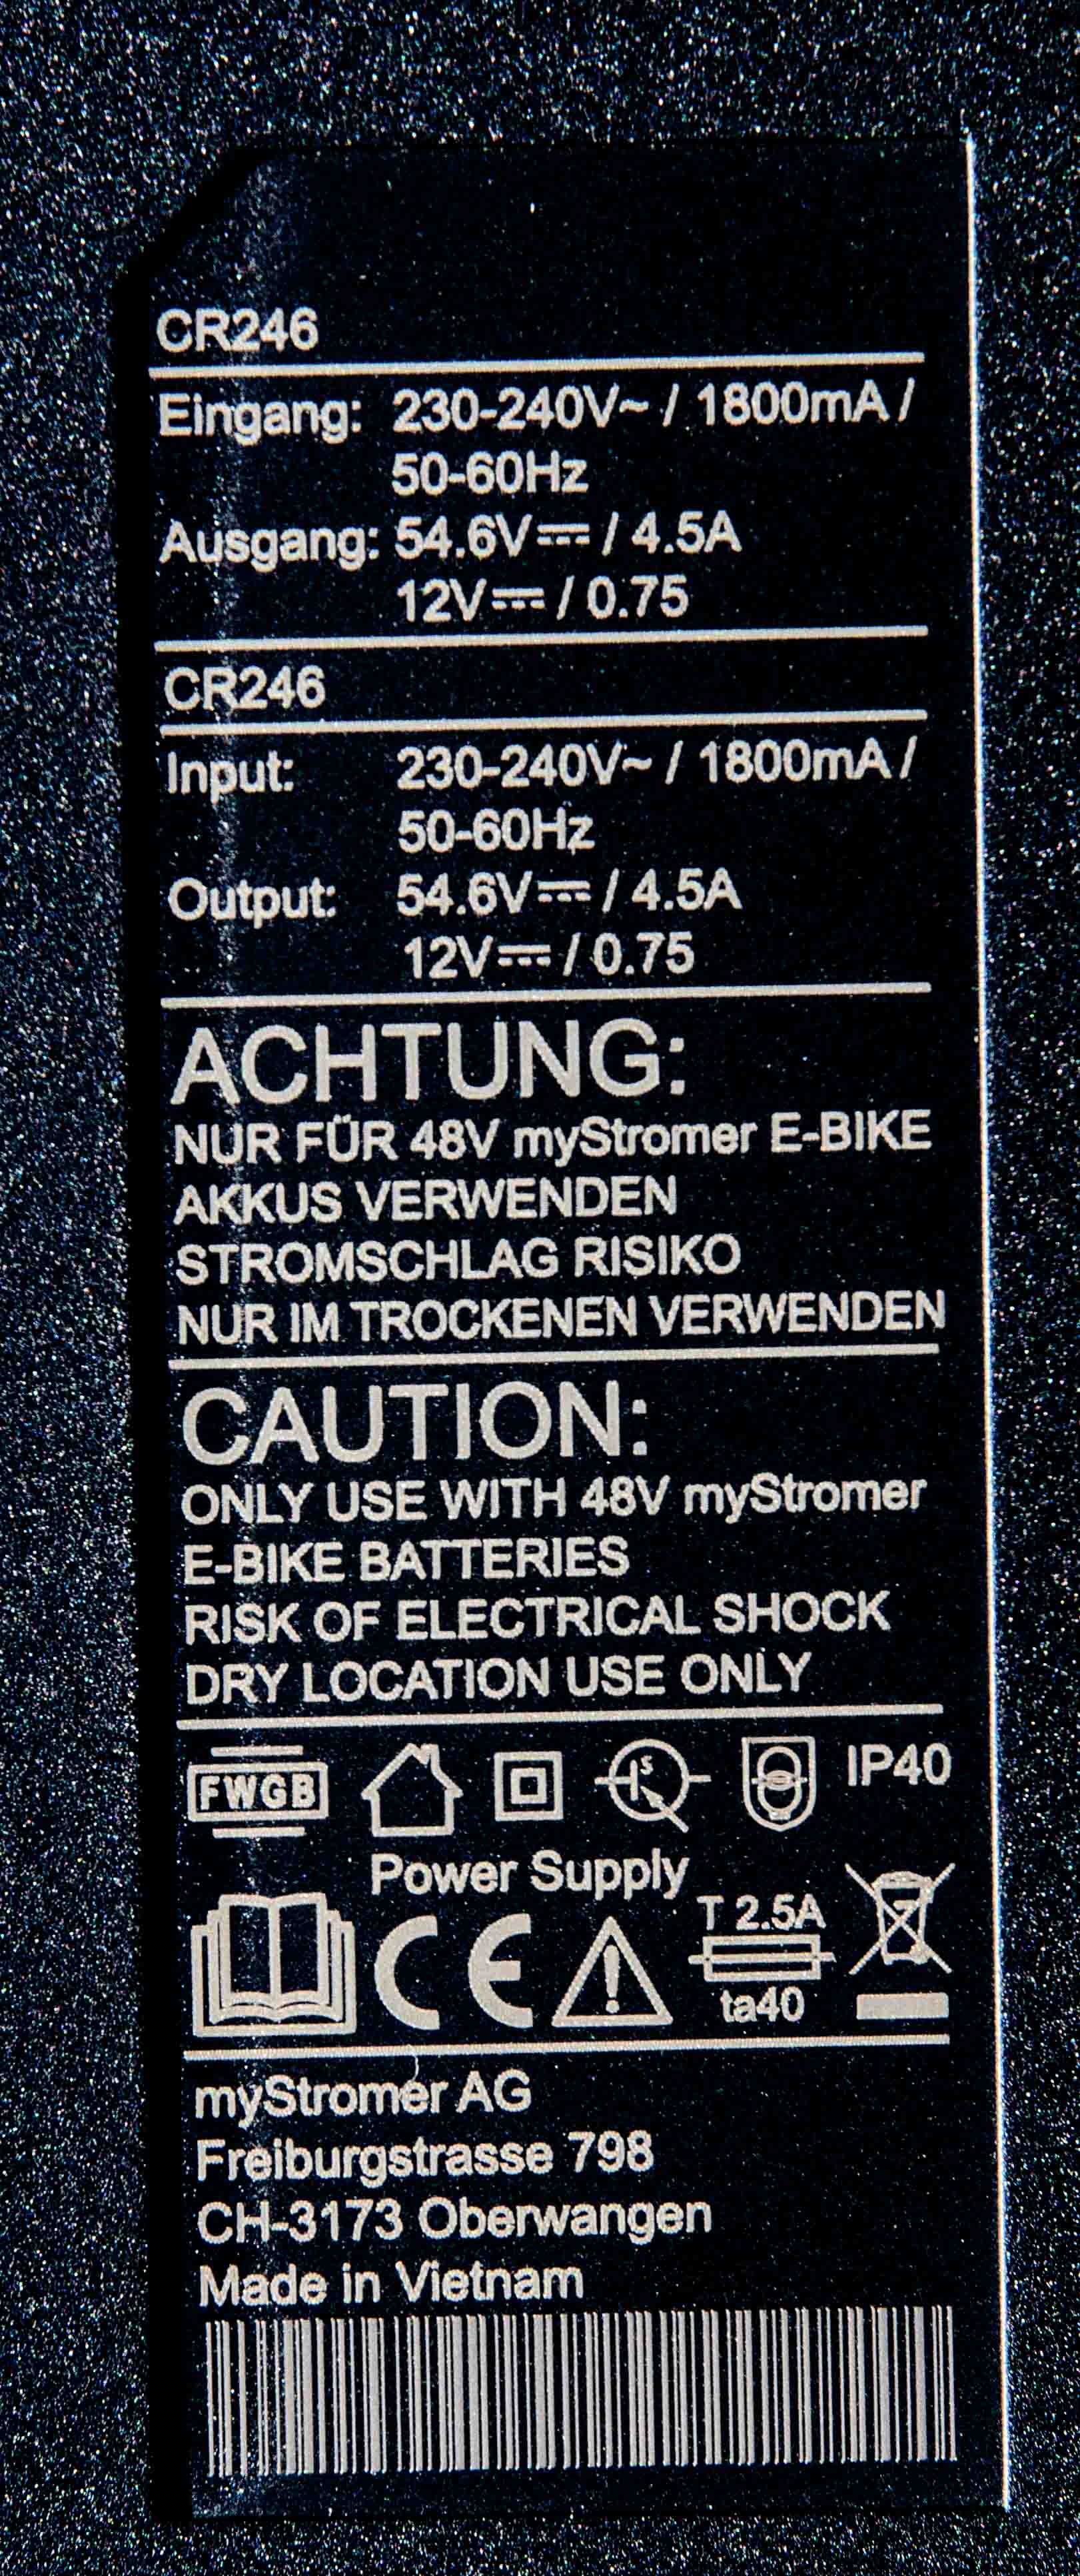 CR246
Eingang: 230-240V~ / 1800mA /
50-60Hz
Ausgang: 54.6V⎓ / 4.5A
12V⎓ / 0.75
CR246
Input: 230-240V~ / 1800mA /
50-60Hz
Output: 54.6V⎓ / 4.5A
12V⎓ / 0.75
ACHTUNG:
NUR FÜR 48V myStromer E-BIKE
AKKUS VERWENDEN
STROMSCHLAG RISIKO
NUR IM TROCKENEN VERWENDEN
CAUTION:
ONLY USE WITH 48V myStromer
E-BIKE BATTERIES
RISK OF ELECTRICAL SHOCK
DRY LOCATION USE ONLY
FWGB S IP40
Power Supply
CE T 2.5A
ta40
myStromer AG
Freiburgstrasse 798
CH-3173 Oberwangen
Made in Vietnam